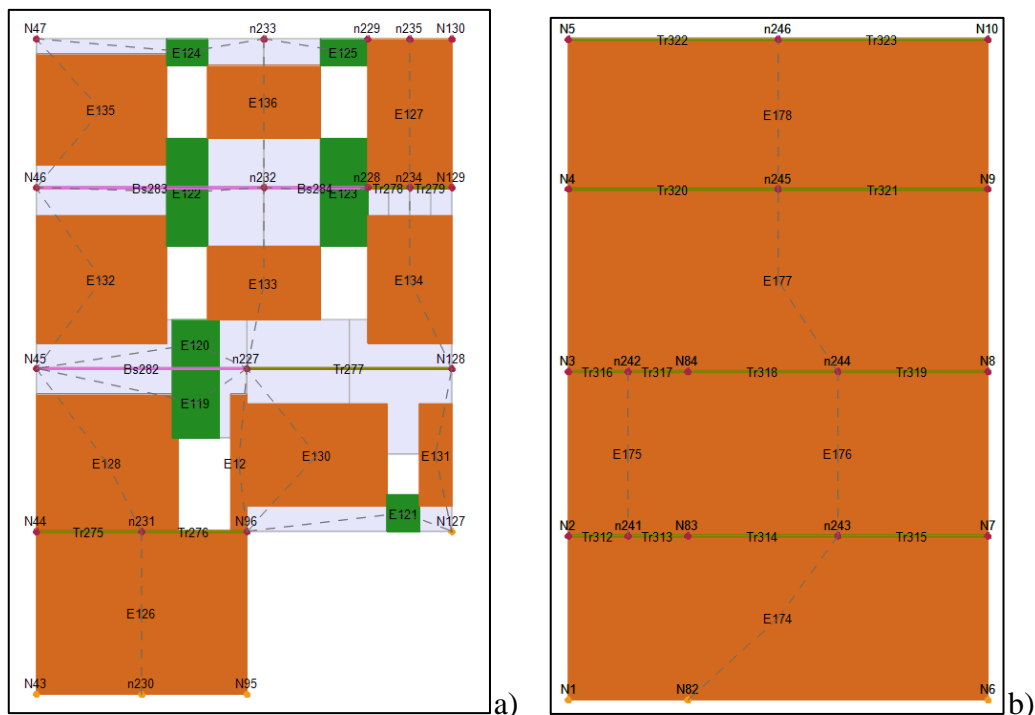 N47 n233 n229 n235 N130
E124 E125
E135 E136 E127
N46 n232 n228 n234 N129
Bs283 E122 Bs284 E123 Tr278 Tr279
E132 E133 E134
E120
N45 n227 N128
Bs282 Tr277
E119
E128 E12 E130 E131
E121
N44 n231 N96 N127
Tr275 Tr276
E126
N43 n230 N95
a)
N5 n246 N10
Tr322 Tr323
E178
N4 n245 N9
Tr320 Tr321
E177
N3 n242 N84 n244 N8
Tr316 Tr317 Tr318 Tr319
E175 E176
N2 n241 N83 n243 N7
Tr312 Tr313 Tr314 Tr315
E174
N1 N82 N6
b)